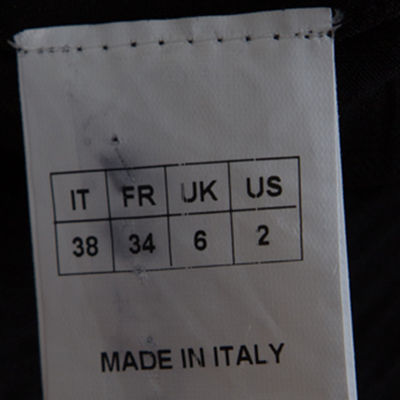 IT FR UK US
38 34 6 2
MADE IN ITALY